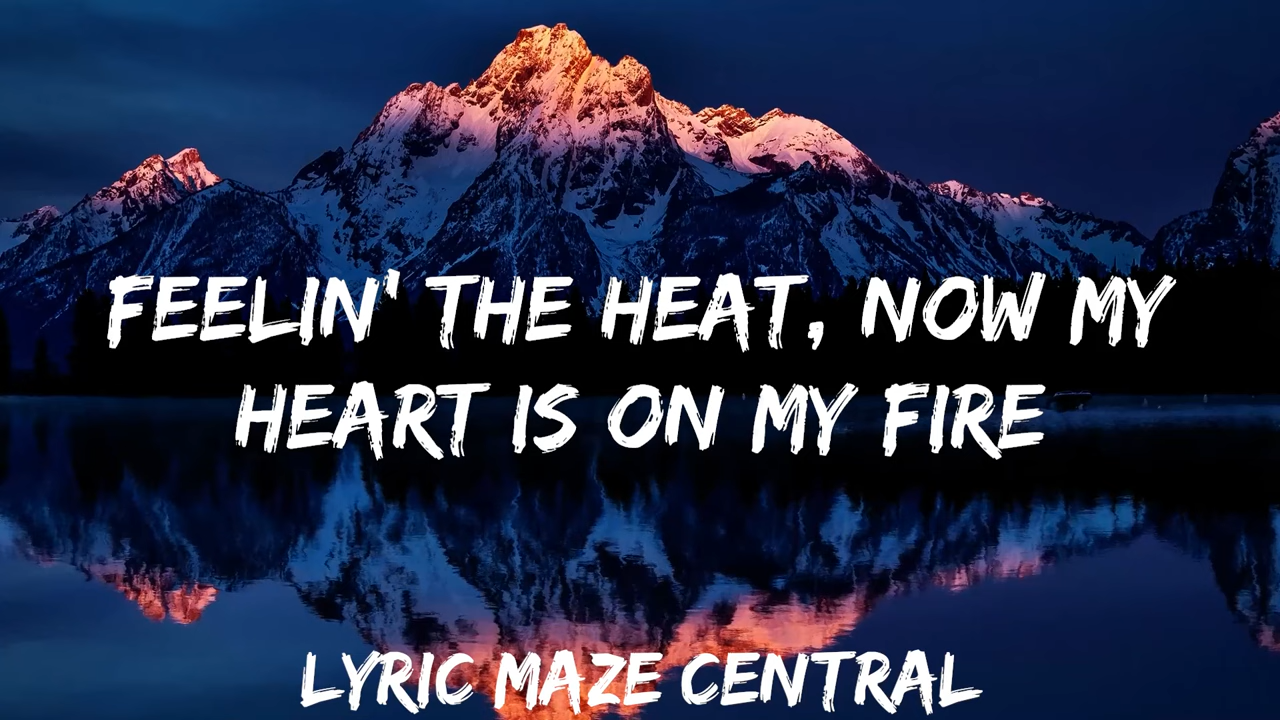 FEELIN' THE HEAT, NOW MY
HEART IS ON MY FIRE
LYRIC MAZE CENTRAL